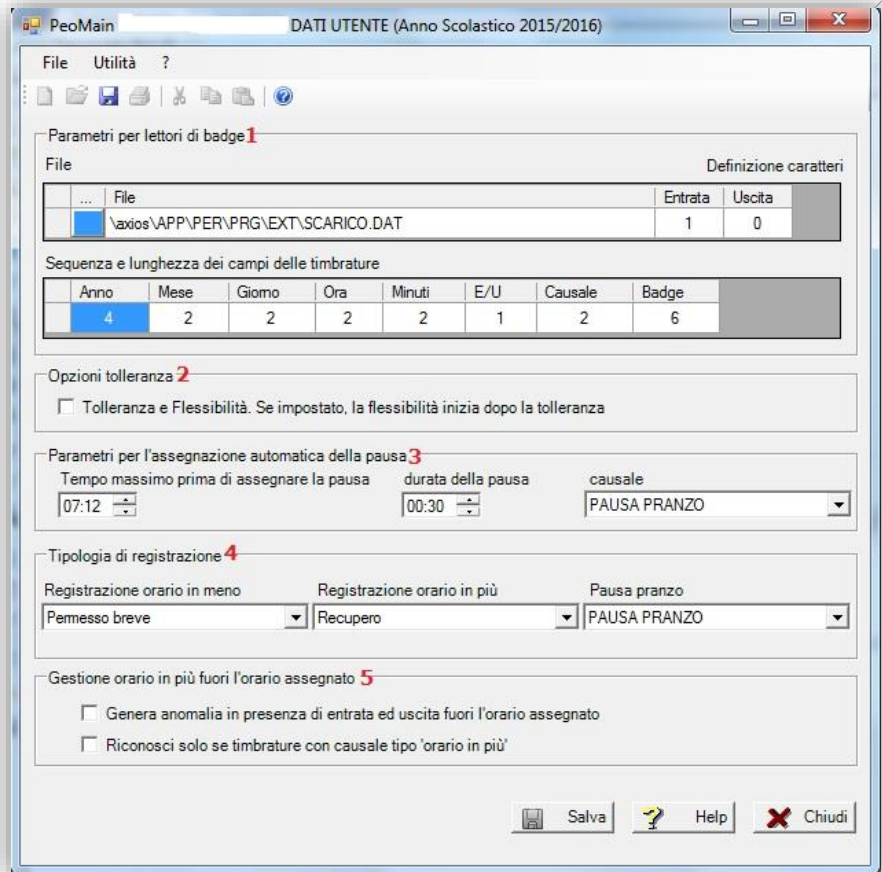 PeoMain DATI UTENTE (Anno Scolastico 2015/2016)
File Utilità ?
Parametri per lettori di badge 1
File Definizione caratteri
... File Entrata Uscita
\axios\APP\PER\PRG\EXT\SCARICO.DAT 1 0
Sequenza e lunghezza dei campi delle timbrature
Anno Mese Giorno Ora Minuti E/U Causale Badge
4 2 2 2 2 1 2 6
Opzioni tolleranza 2
Tolleranza e Flessibilità. Se impostato, la flessibilità inizia dopo la tolleranza
Parametri per l'assegnazione automatica della pausa 3
Tempo massimo prima di assegnare la pausa durata della pausa causale
07:12 00:30 PAUSA PRANZO
Tipologia di registrazione 4
Registrazione orario in meno Registrazione orario in più Pausa pranzo
Permesso breve Recupero PAUSA PRANZO
Gestione orario in più fuori l'orario assegnato 5
Genera anomalia in presenza di entrata ed uscita fuori l'orario assegnato
Riconosci solo se timbrature con causale tipo 'orario in più'
Salva Help Chiudi